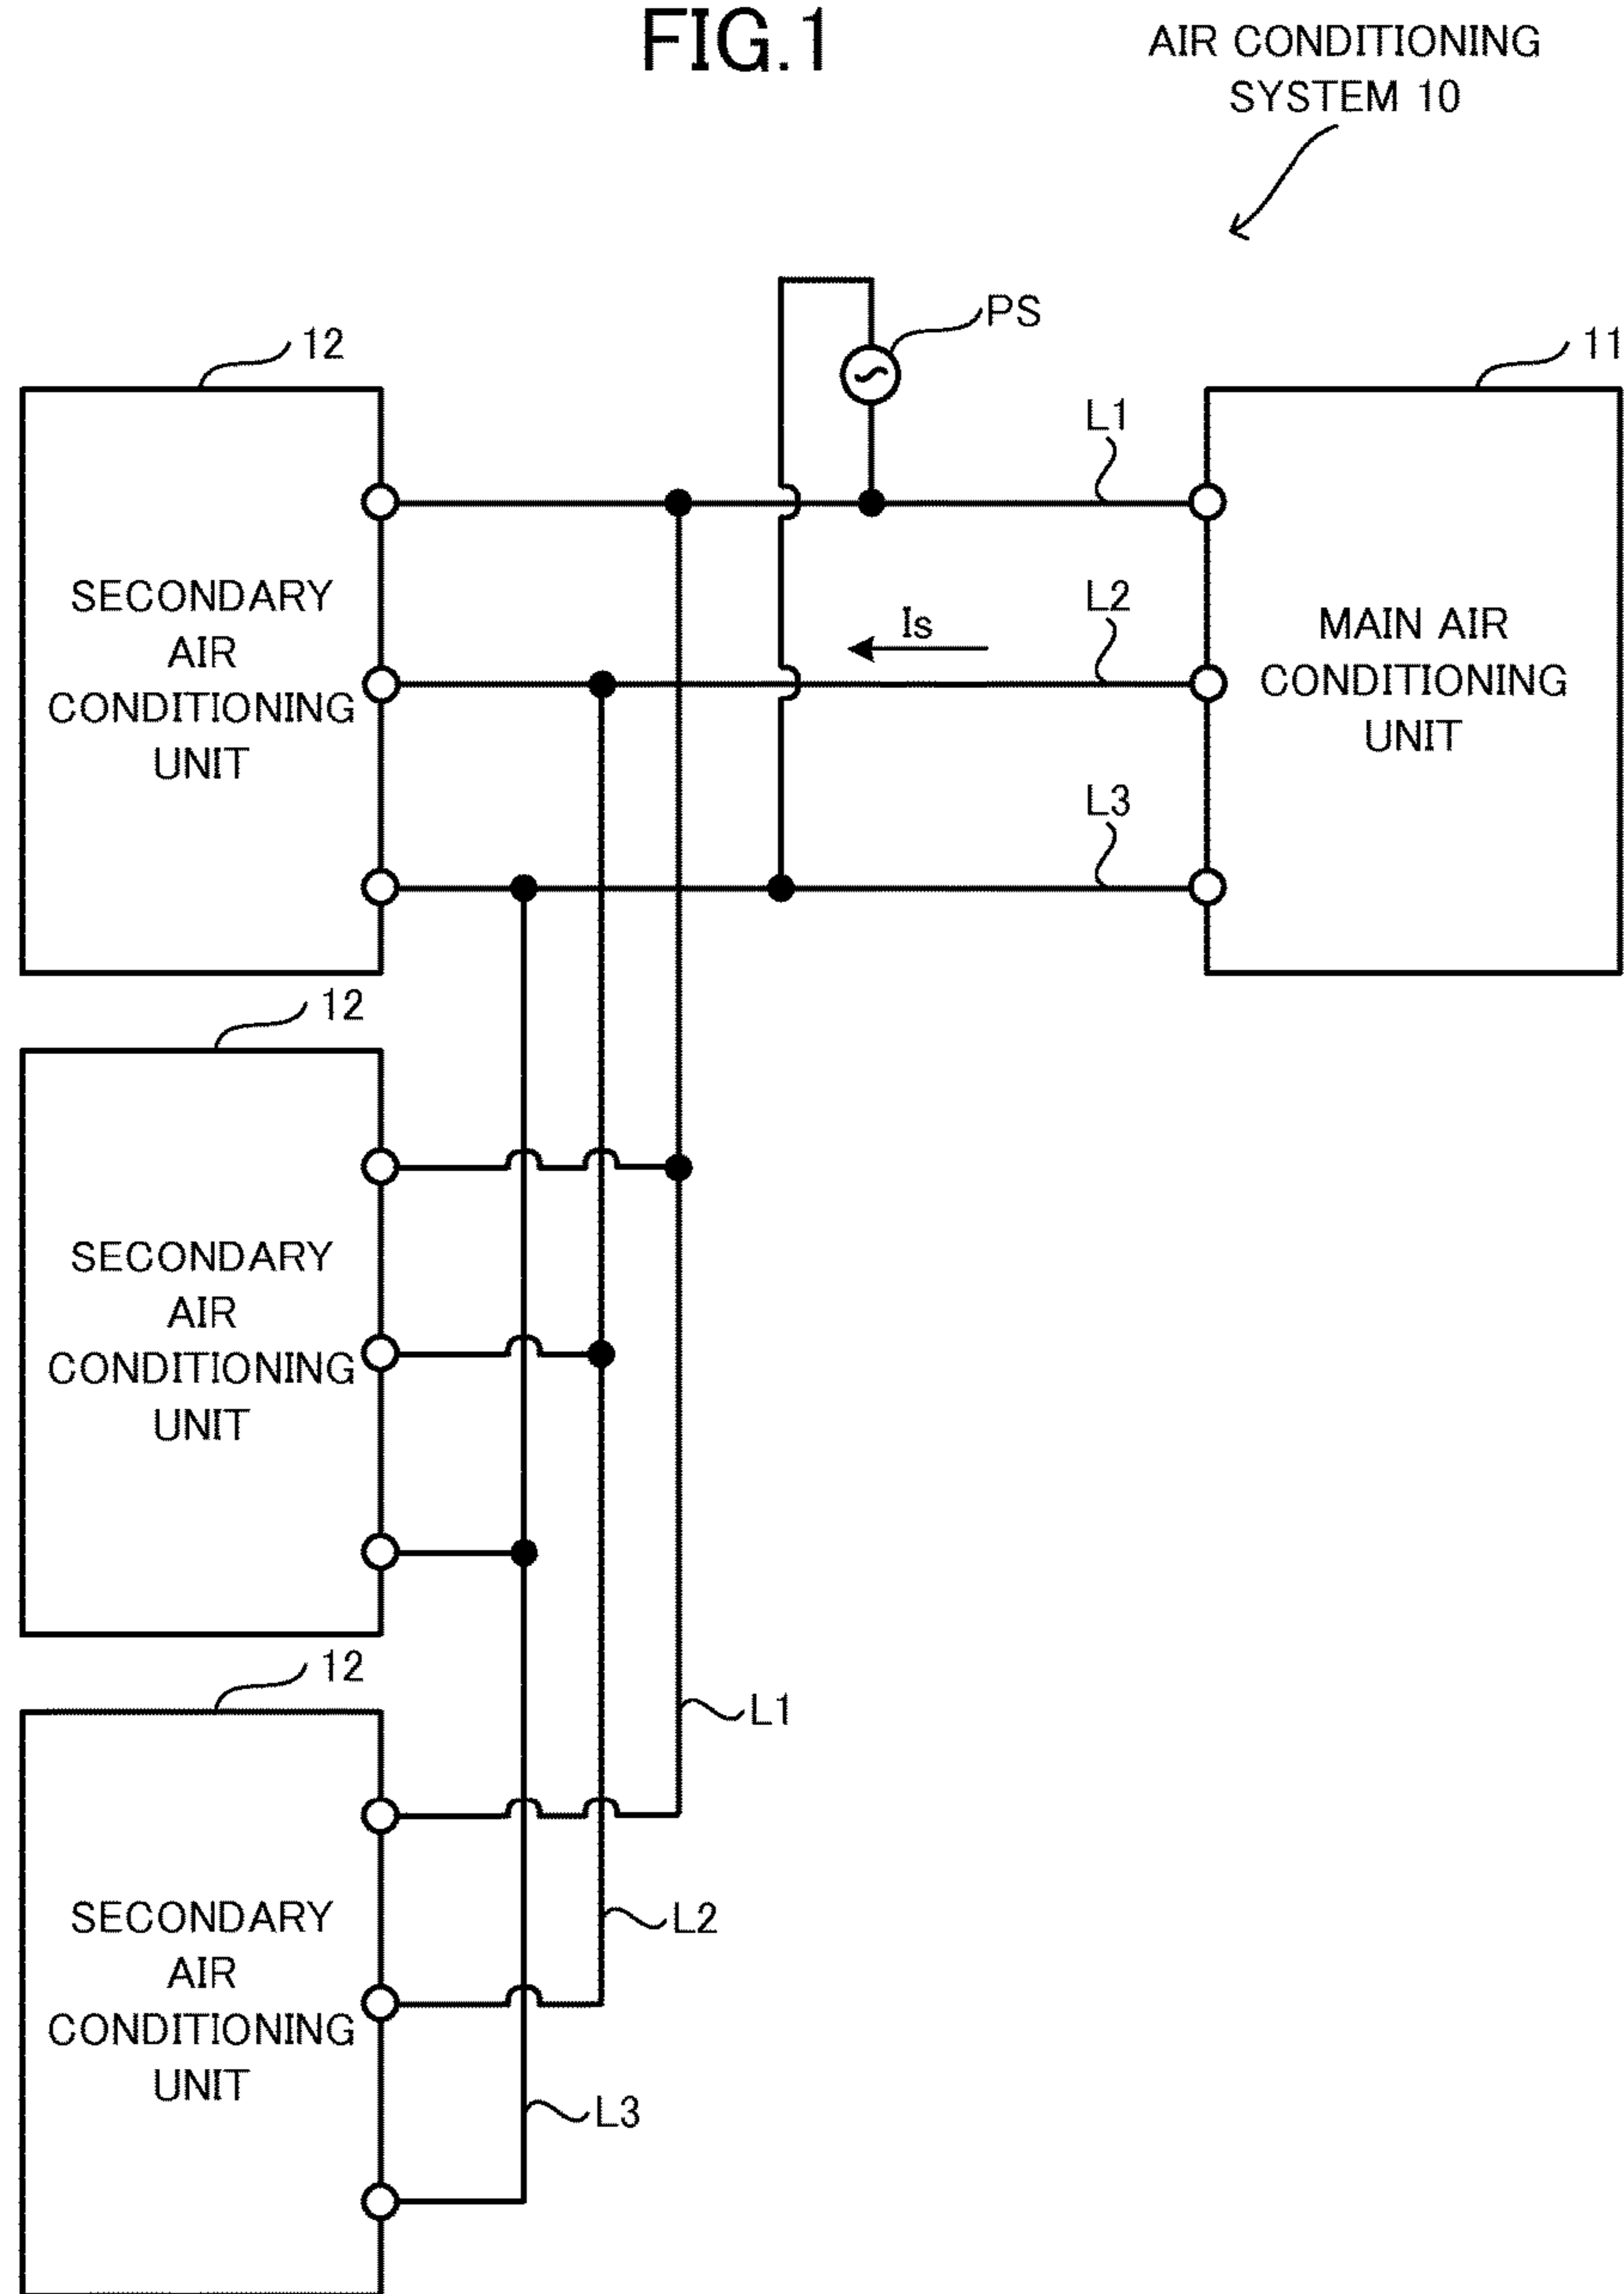 FIG.1
AIR CONDITIONING
SYSTEM 10
PS
12
11
L1
SECONDARY
AIR
CONDITIONING
UNIT
Is
L2
MAIN AIR
CONDITIONING
UNIT
L3
12
SECONDARY
AIR
CONDITIONING
UNIT
12
L1
SECONDARY
AIR
CONDITIONING
UNIT
L2
L3